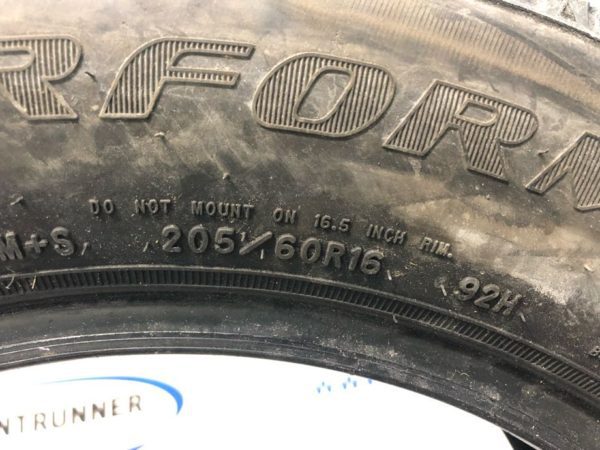 RFORM
DO NOT MOUNT ON 16.5 INCH RIM.
M+S 205/60R16 92H
NTRUNNER